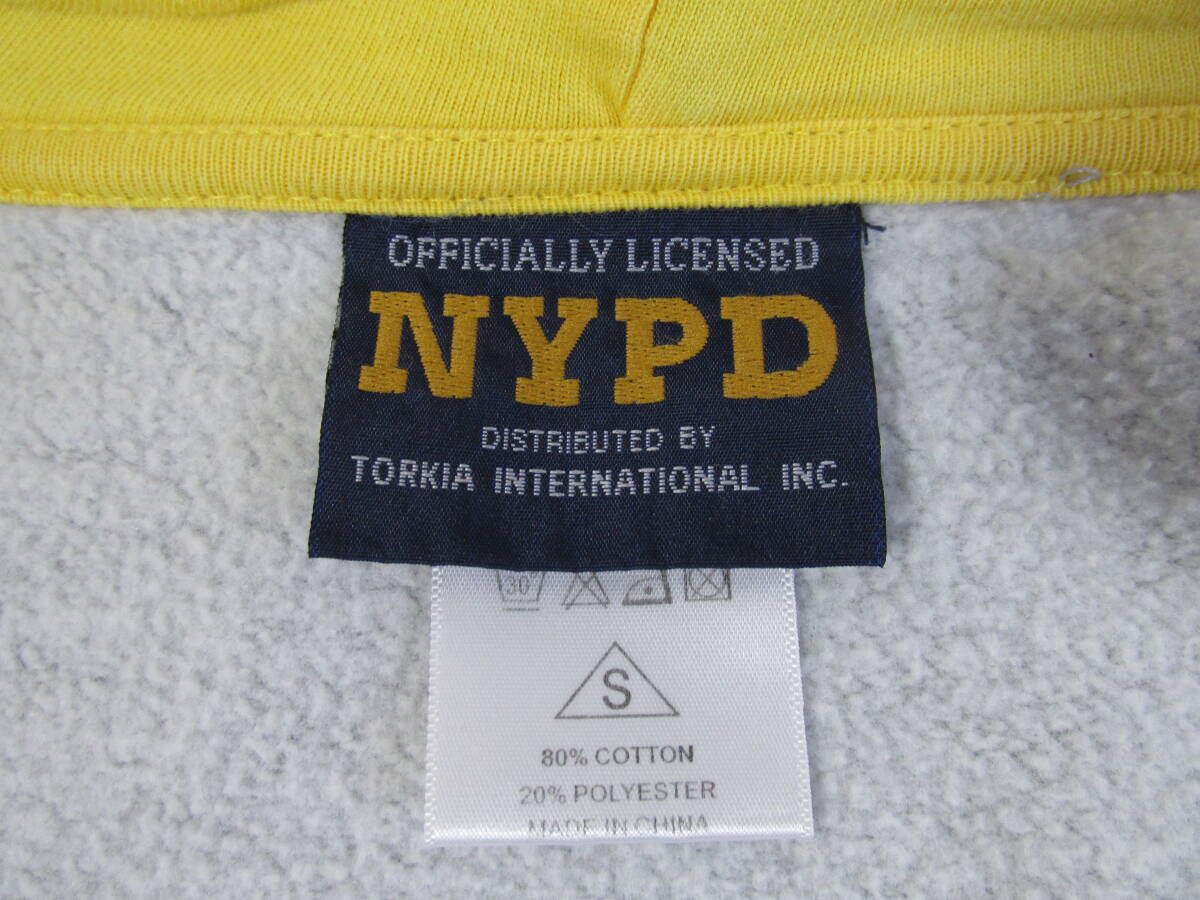 OFFICIALLY LICENSED
NYPD
DISTRIBUTED BY
TORKIA INTERNATIONAL INC.
30
S
80% COTTON
20% POLYESTER
MADE IN CHINA